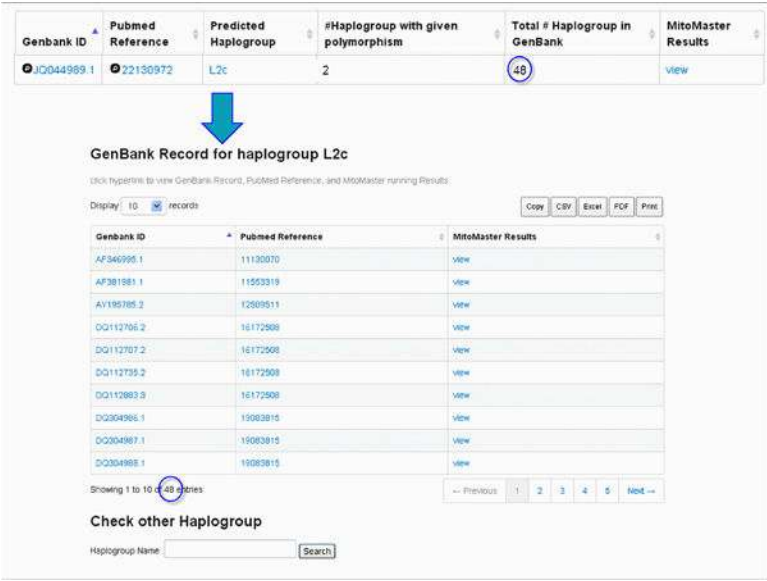 Genbank ID Pubmed Reference Predicted Haplogroup #Haplogroup with given polymorphism Total # Haplogroup in GenBank MitoMaster Results
JQ044989.1 22130972 L2c 2 48 view
GenBank Record for haplogroup L2c
click hyperlink to view GenBank Record, PubMed Reference, and MitoMaster running Results
Display 10 records Copy CSV Excel PDF Print
Genbank ID Pubmed Reference MitoMaster Results
AF346995.1 11130070 view
AF381981.1 11553319 view
AY195785.2 12509511 view
DQ112706.2 16172508 view
DQ112707.2 16172508 view
DQ112735.2 16172508 view
DQ112883.3 16172508 view
DQ304986.1 19083815 view
DQ304987.1 19083815 view
DQ304988.1 19083815 view
Showing 1 to 10 of 48 entries ← Previous 1 2 3 4 5 Next →
Check other Haplogroup
Haplogroup Name Search